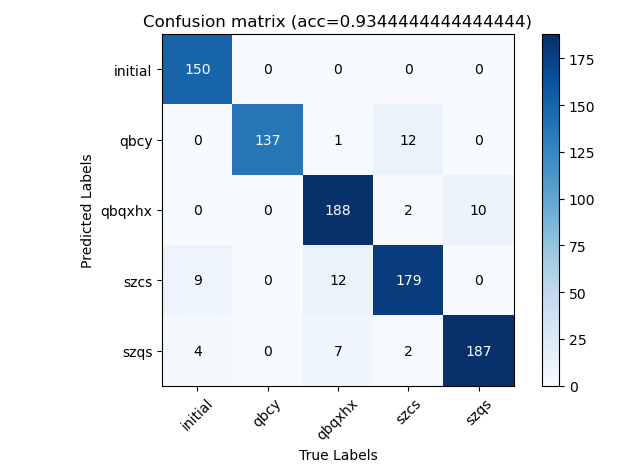 Confusion matrix (acc=0.9344444444444444)
Predicted Labels
initial 150 0 0 0 0
qbcy 0 137 1 12 0
qbqxhx 0 0 188 2 10
szcs 9 0 12 179 0
szqs 4 0 7 2 187
initial qbcy qbqxhx szcs szqs
True Labels
175
150
125
100
75
50
25
0